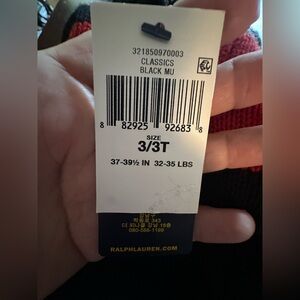 321850970003
CLASSICS
BLACK MU
8 82925 92683 8
SIZE
3/3T
37-39½ IN 32-35 LBS
RALPHLAUREN.COM